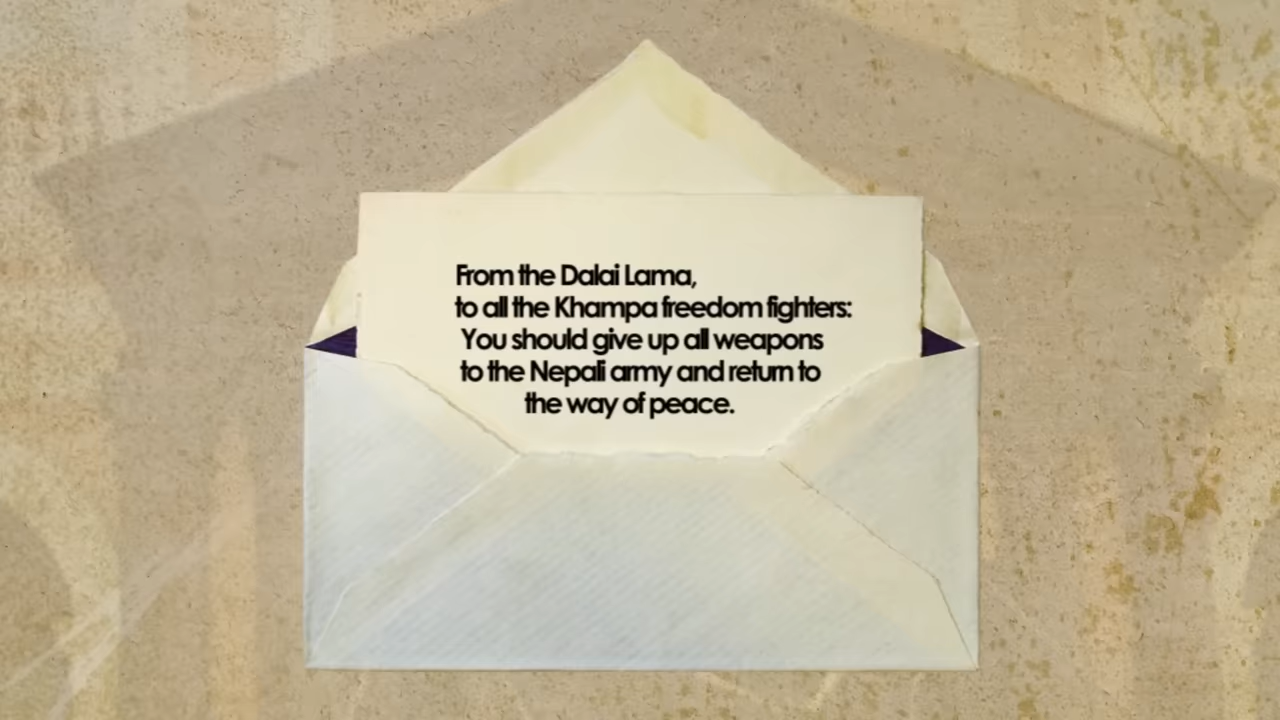 From the Dalai Lama,
to all the Khampa freedom fighters:
You should give up all weapons
to the Nepali army and return to
the way of peace.